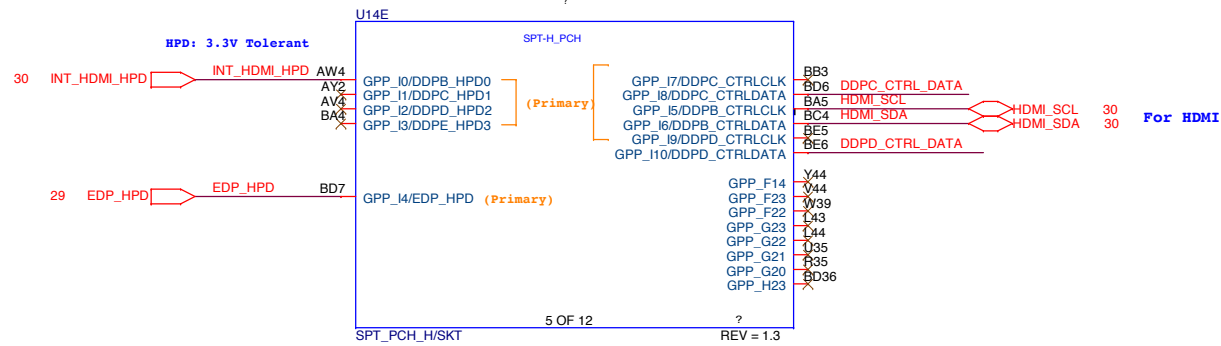 ?
U14E
SPT-H_PCH
HPD: 3.3V Tolerant
30 INT_HDMI_HPD INT_HDMI_HPD AW4 GPP_I0/DDPB_HPD0
AY2 GPP_I1/DDPC_HPD1
AV4 GPP_I2/DDPD_HPD2
BA4 GPP_I3/DDPE_HPD3
(Primary) (Primary)
GPP_I7/DDPC_CTRLCLK BB3
GPP_I8/DDPC_CTRLDATA BD6 DDPC_CTRL_DATA
GPP_I5/DDPB_CTRLCLK BA5 HDMI_SCL HDMI_SCL 30
GPP_I6/DDPB_CTRLDATA BC4 HDMI_SDA HDMI_SDA 30
For HDMI
GPP_I9/DDPD_CTRLCLK BE5
GPP_I10/DDPD_CTRLDATA BE6 DDPD_CTRL_DATA
29 EDP_HPD EDP_HPD BD7 GPP_I4/EDP_HPD (Primary)
GPP_F14 Y44
GPP_F23 V44
GPP_F22 W39
GPP_G23 L43
GPP_G22 L44
GPP_G21 U35
GPP_G20 R35
GPP_H23 BD36
5 OF 12 ?
SPT_PCH_H/SKT REV = 1.3